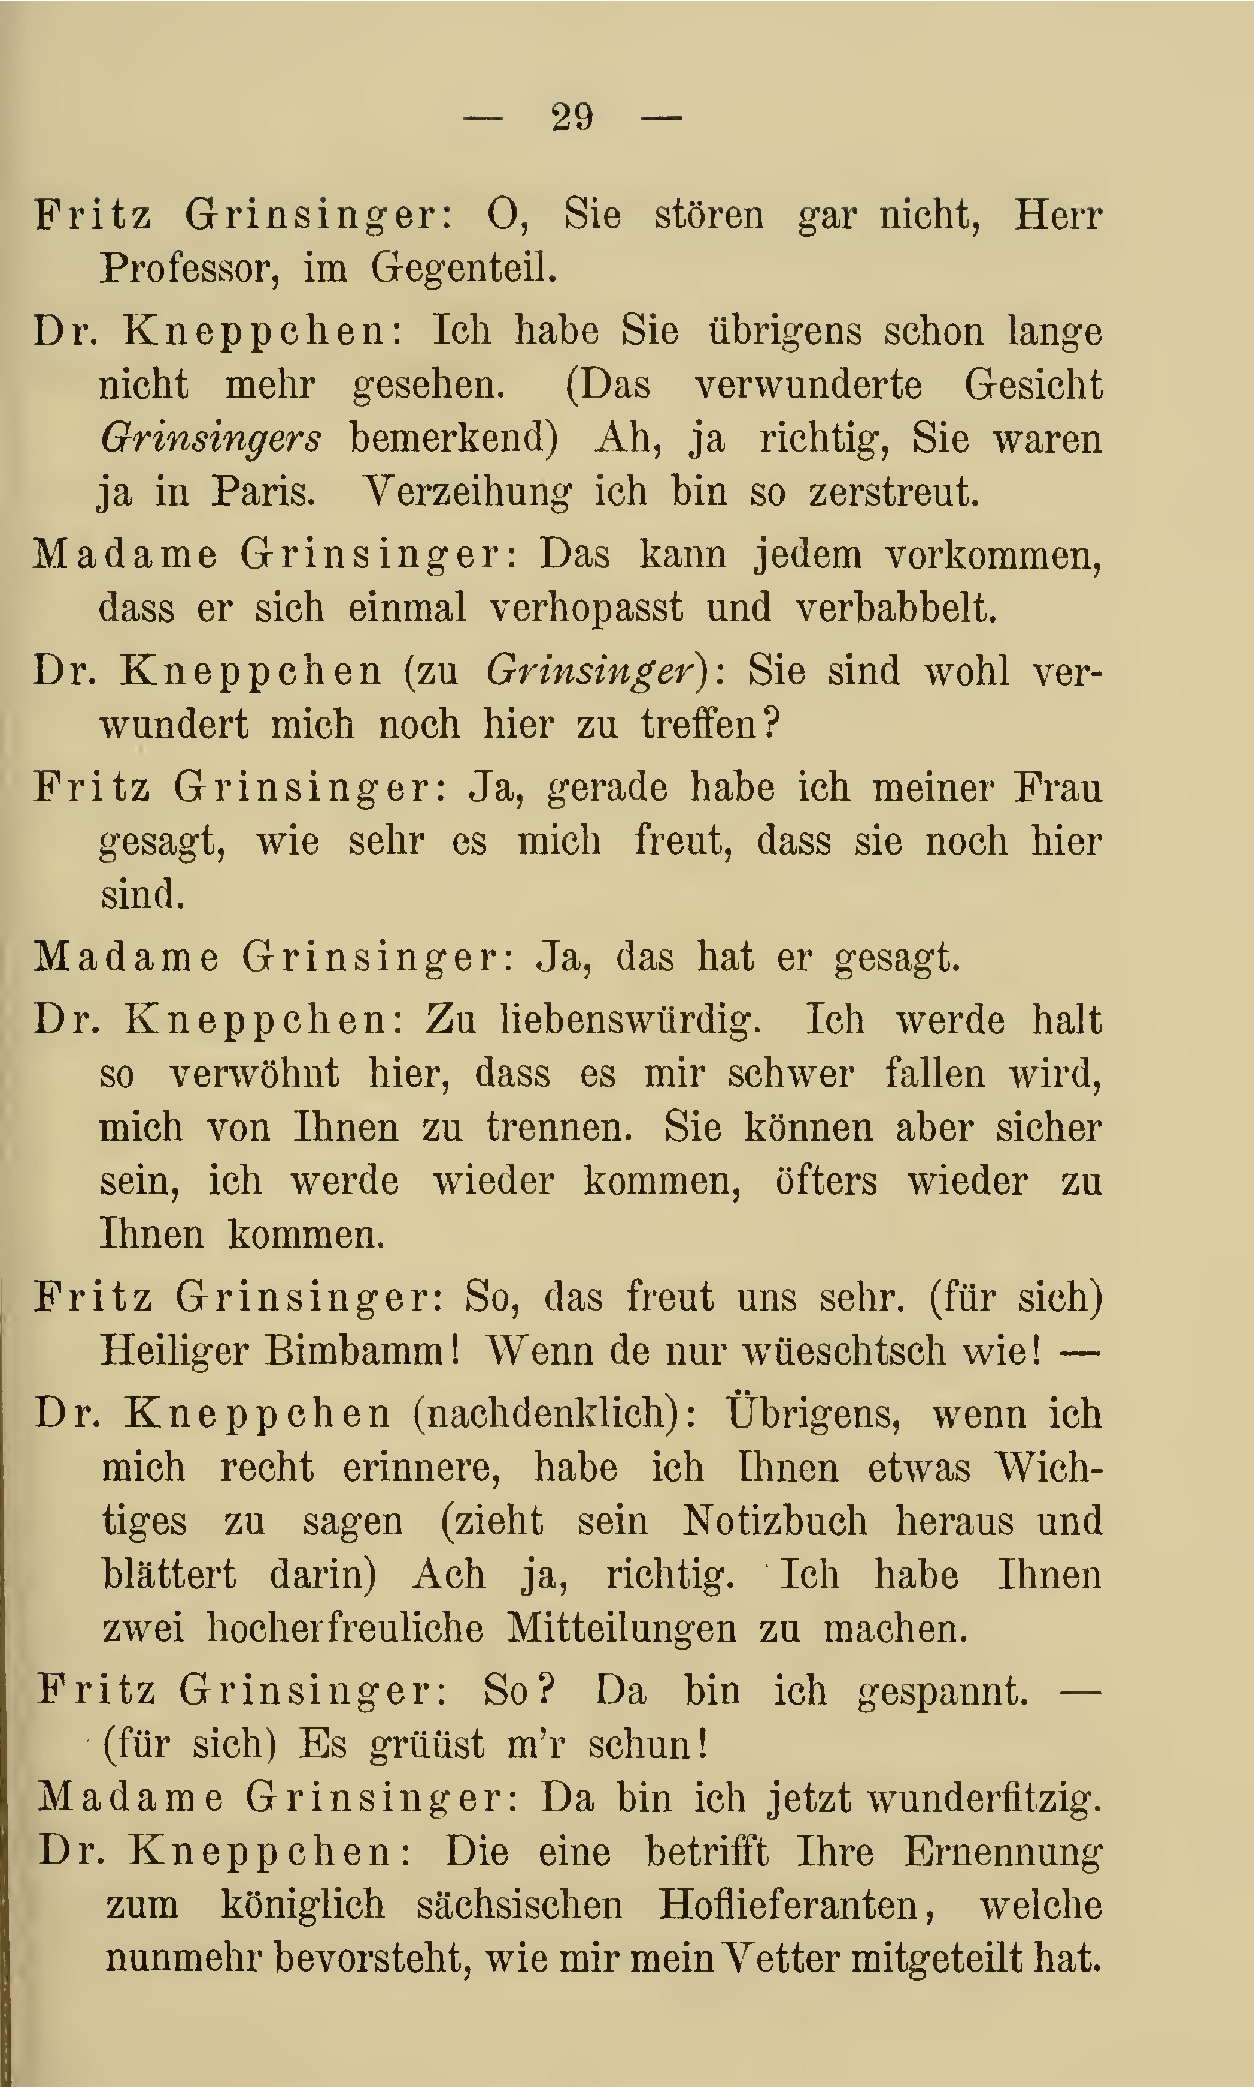 — 29 —
Fritz Grinsinger: O, Sie stören gar nicht, Herr
Professor, im Gegenteil.
Dr. Kneppchen: Ich habe Sie übrigens schon lange
nicht mehr gesehen. (Das verwunderte Gesicht
Grinsingers bemerkend) Ah, ja richtig, Sie waren
ja in Paris. Verzeihung ich bin so zerstreut.
Madame Grinsinger: Das kann jedem vorkommen,
dass er sich einmal verhopasst und verbabbelt.
Dr. Kneppchen (zu Grinsinger): Sie sind wohl ver-
wundert mich noch hier zu treffen?
Fritz Grinsinger: Ja, gerade habe ich meiner Frau
gesagt, wie sehr es mich freut, dass sie noch hier
sind.
Madame Grinsinger: Ja, das hat er gesagt.
Dr. Kneppchen: Zu liebenswürdig. Ich werde halt
so verwöhnt hier, dass es mir schwer fallen wird,
mich von Ihnen zu trennen. Sie können aber sicher
sein, ich werde wieder kommen, öfters wieder zu
Ihnen kommen.
Fritz Grinsinger: So, das freut uns sehr. (für sich)
Heiliger Bimbamm! Wenn de nur wüeschtsch wie! —
Dr. Kneppchen (nachdenklich): Übrigens, wenn ich
mich recht erinnere, habe ich Ihnen etwas Wich-
tiges zu sagen (zieht sein Notizbuch heraus und
blättert darin) Ach ja, richtig. Ich habe Ihnen
zwei hocherfreuliche Mitteilungen zu machen.
Fritz Grinsinger: So? Da bin ich gespannt. —
(für sich) Es grüüst m'r schun!
Madame Grinsinger: Da bin ich jetzt wunderfitzig.
Dr. Kneppchen: Die eine betrifft Ihre Ernennung
zum königlich sächsischen Hoflieferanten, welche
nunmehr bevorsteht, wie mir mein Vetter mitgeteilt hat.